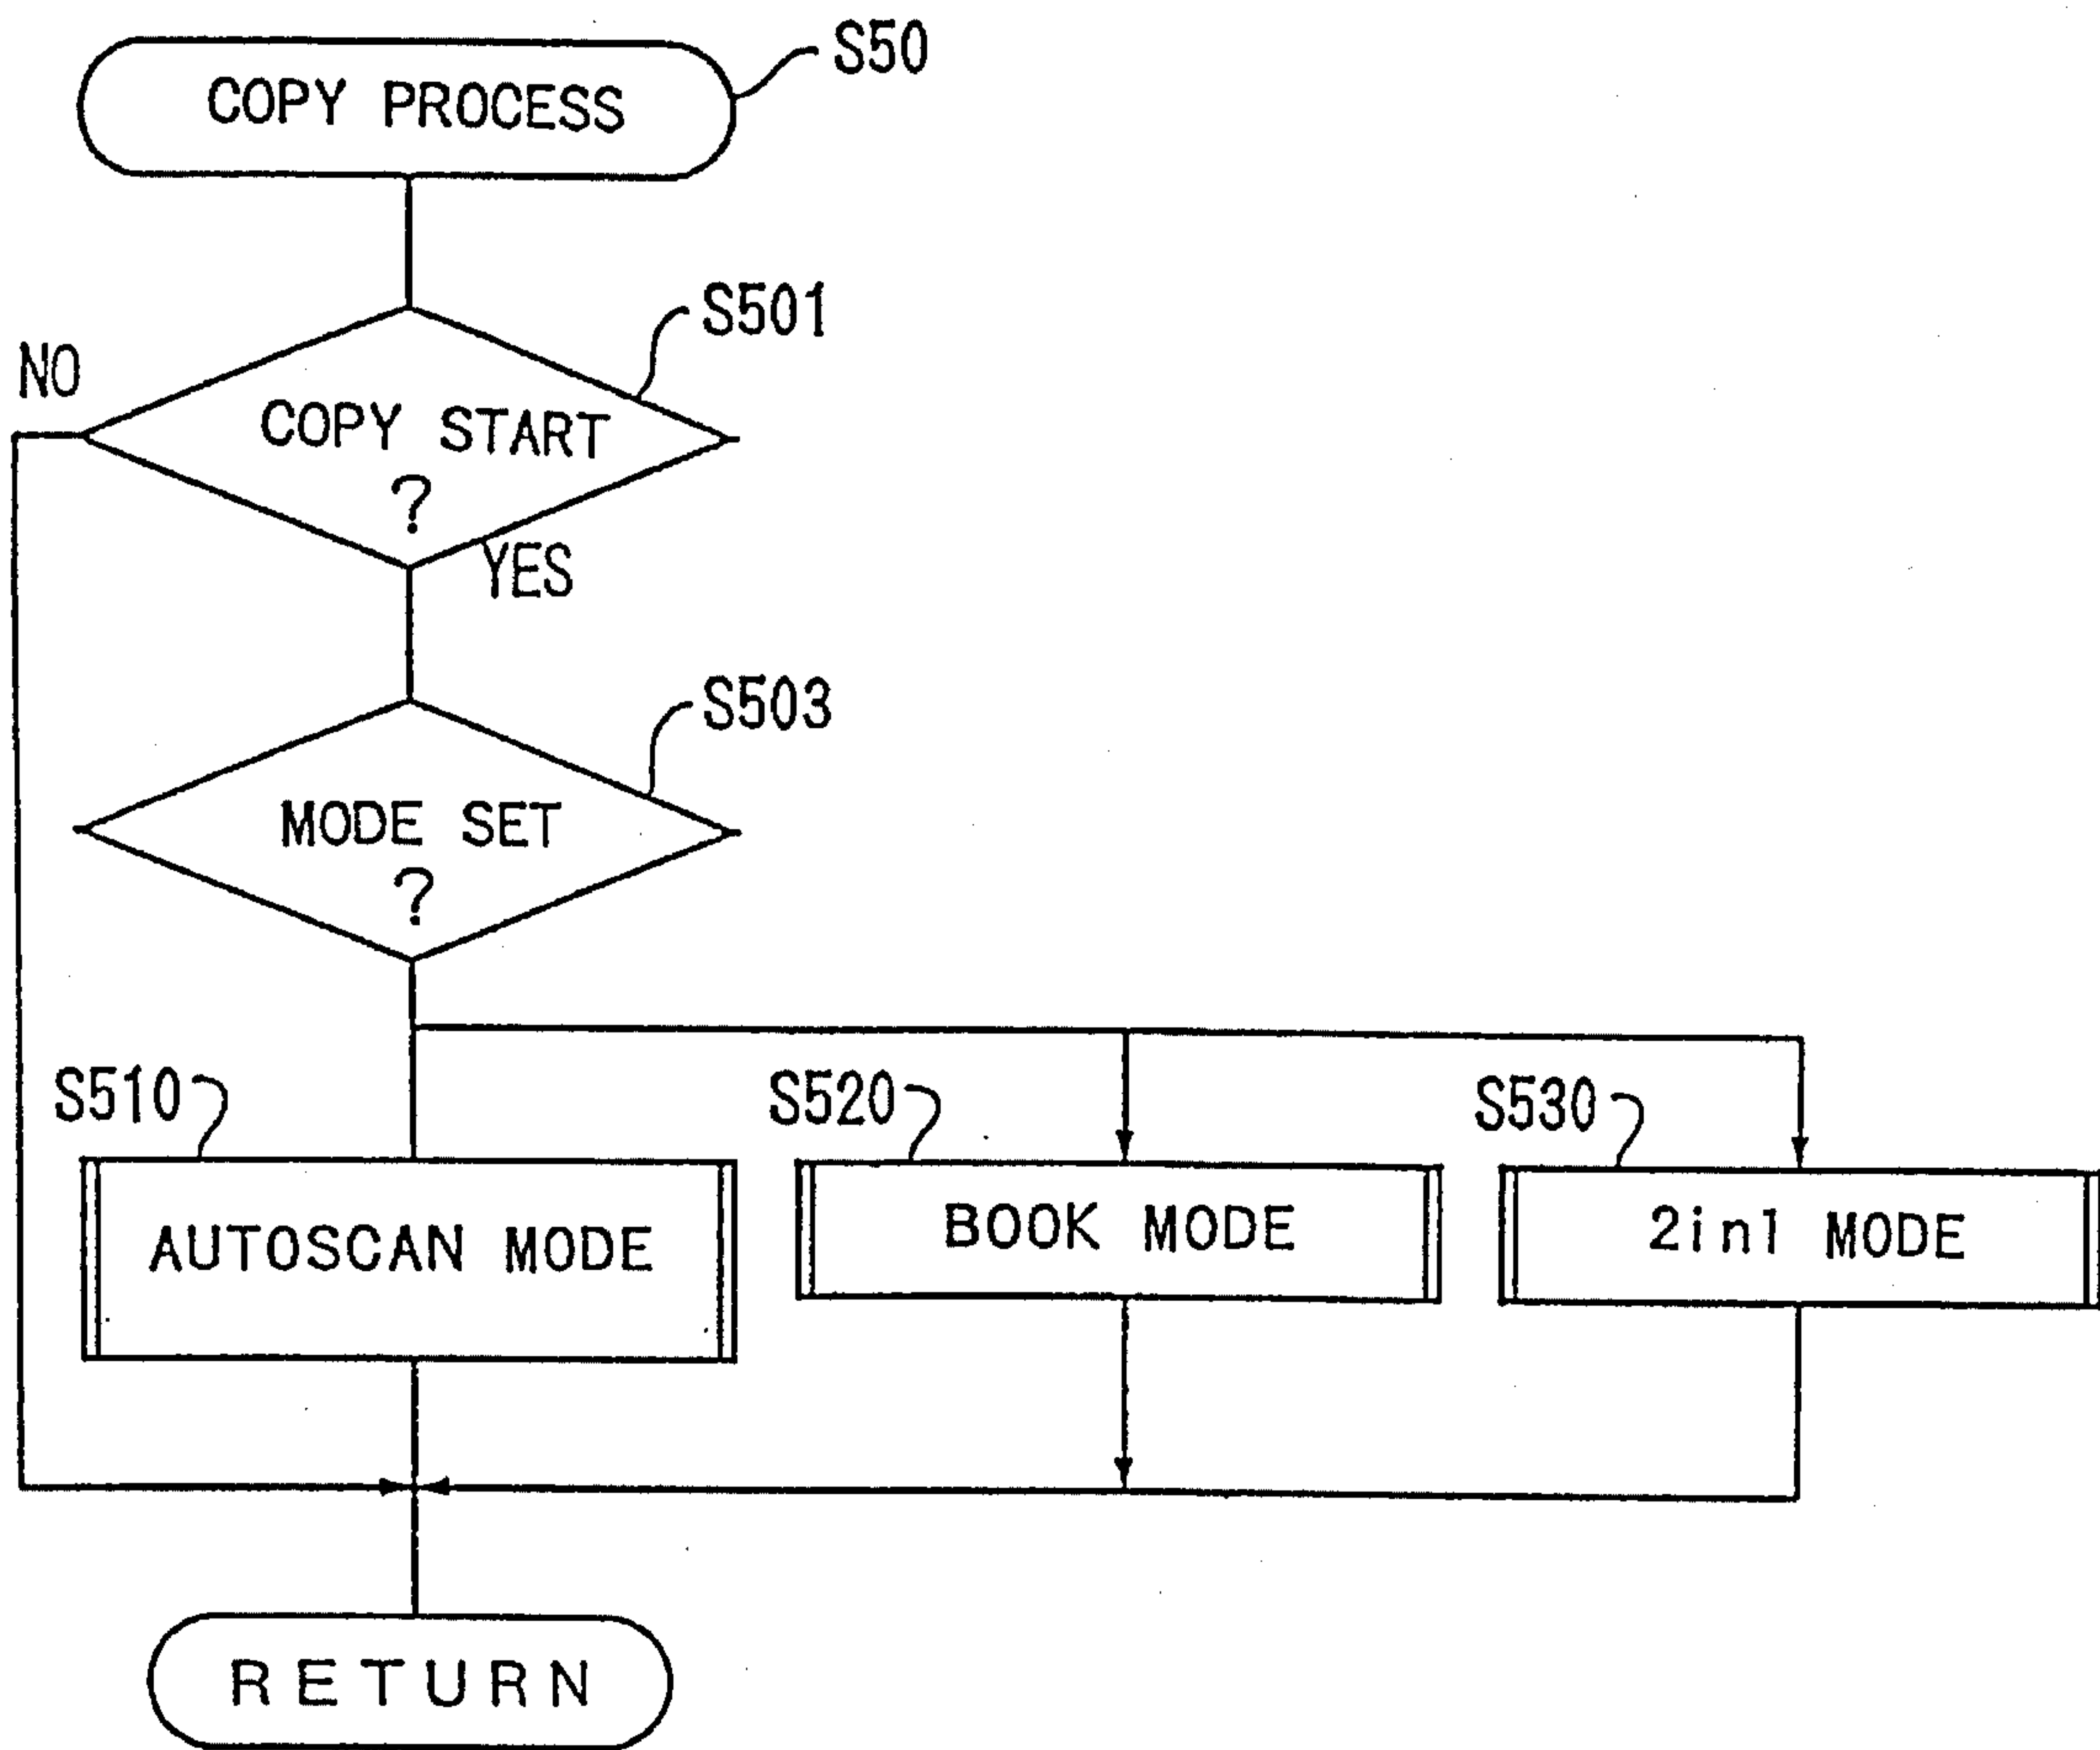 COPY PROCESS
S50
S501
NO
COPY START
?
YES
S503
MODE SET
?
S510
S520
S530
AUTOSCAN MODE
BOOK MODE
2in1 MODE
RETURN